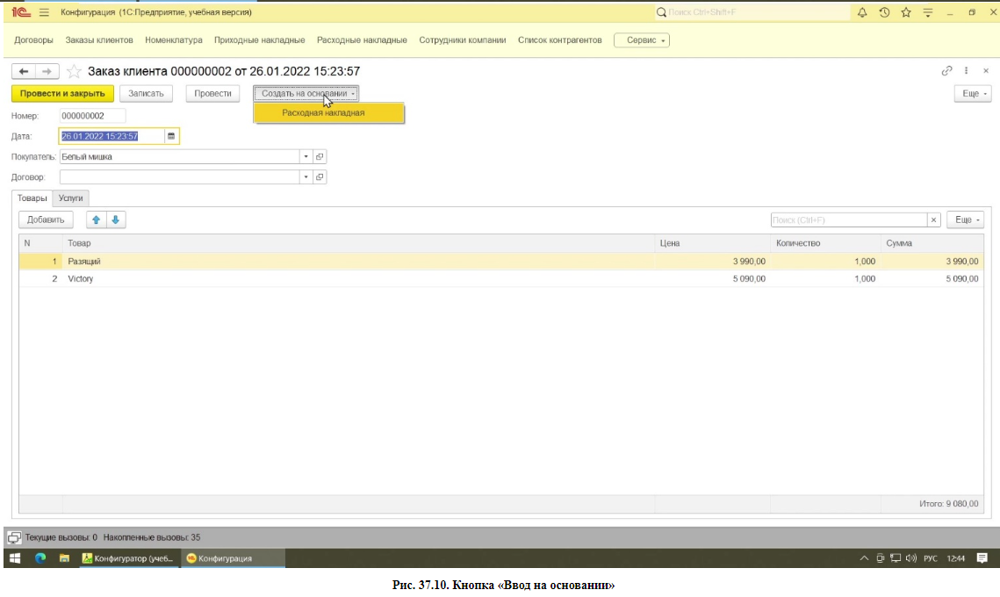 1С Конфигурация (1С:Предприятие, учебная версия) Поиск Ctrl+Shift+F
Договоры Заказы клиентов Номенклатура Приходные накладные Расходные накладные Сотрудники компании Список контрагентов Сервис
Заказ клиента 000000002 от 26.01.2022 15:23:57
Провести и закрыть Записать Провести Создать на основании Еще
Расходная накладная
Номер: 000000002
Дата: 26.01.2022 15:23:57
Покупатель: Белый мишка
Договор:
Товары Услуги
Добавить Поиск (Ctrl+F) × Еще
N Товар Цена Количество Сумма
1 Разящий 3 990,00 1,000 3 990,00
2 Victory 5 090,00 1,000 5 090,00
Итого: 9 080,00
Текущие вызовы: 0 Накопленные вызовы: 35
Конфигуратор (учеб... Конфигурация РУС 12:44
Рис. 37.10. Кнопка «Ввод на основании»